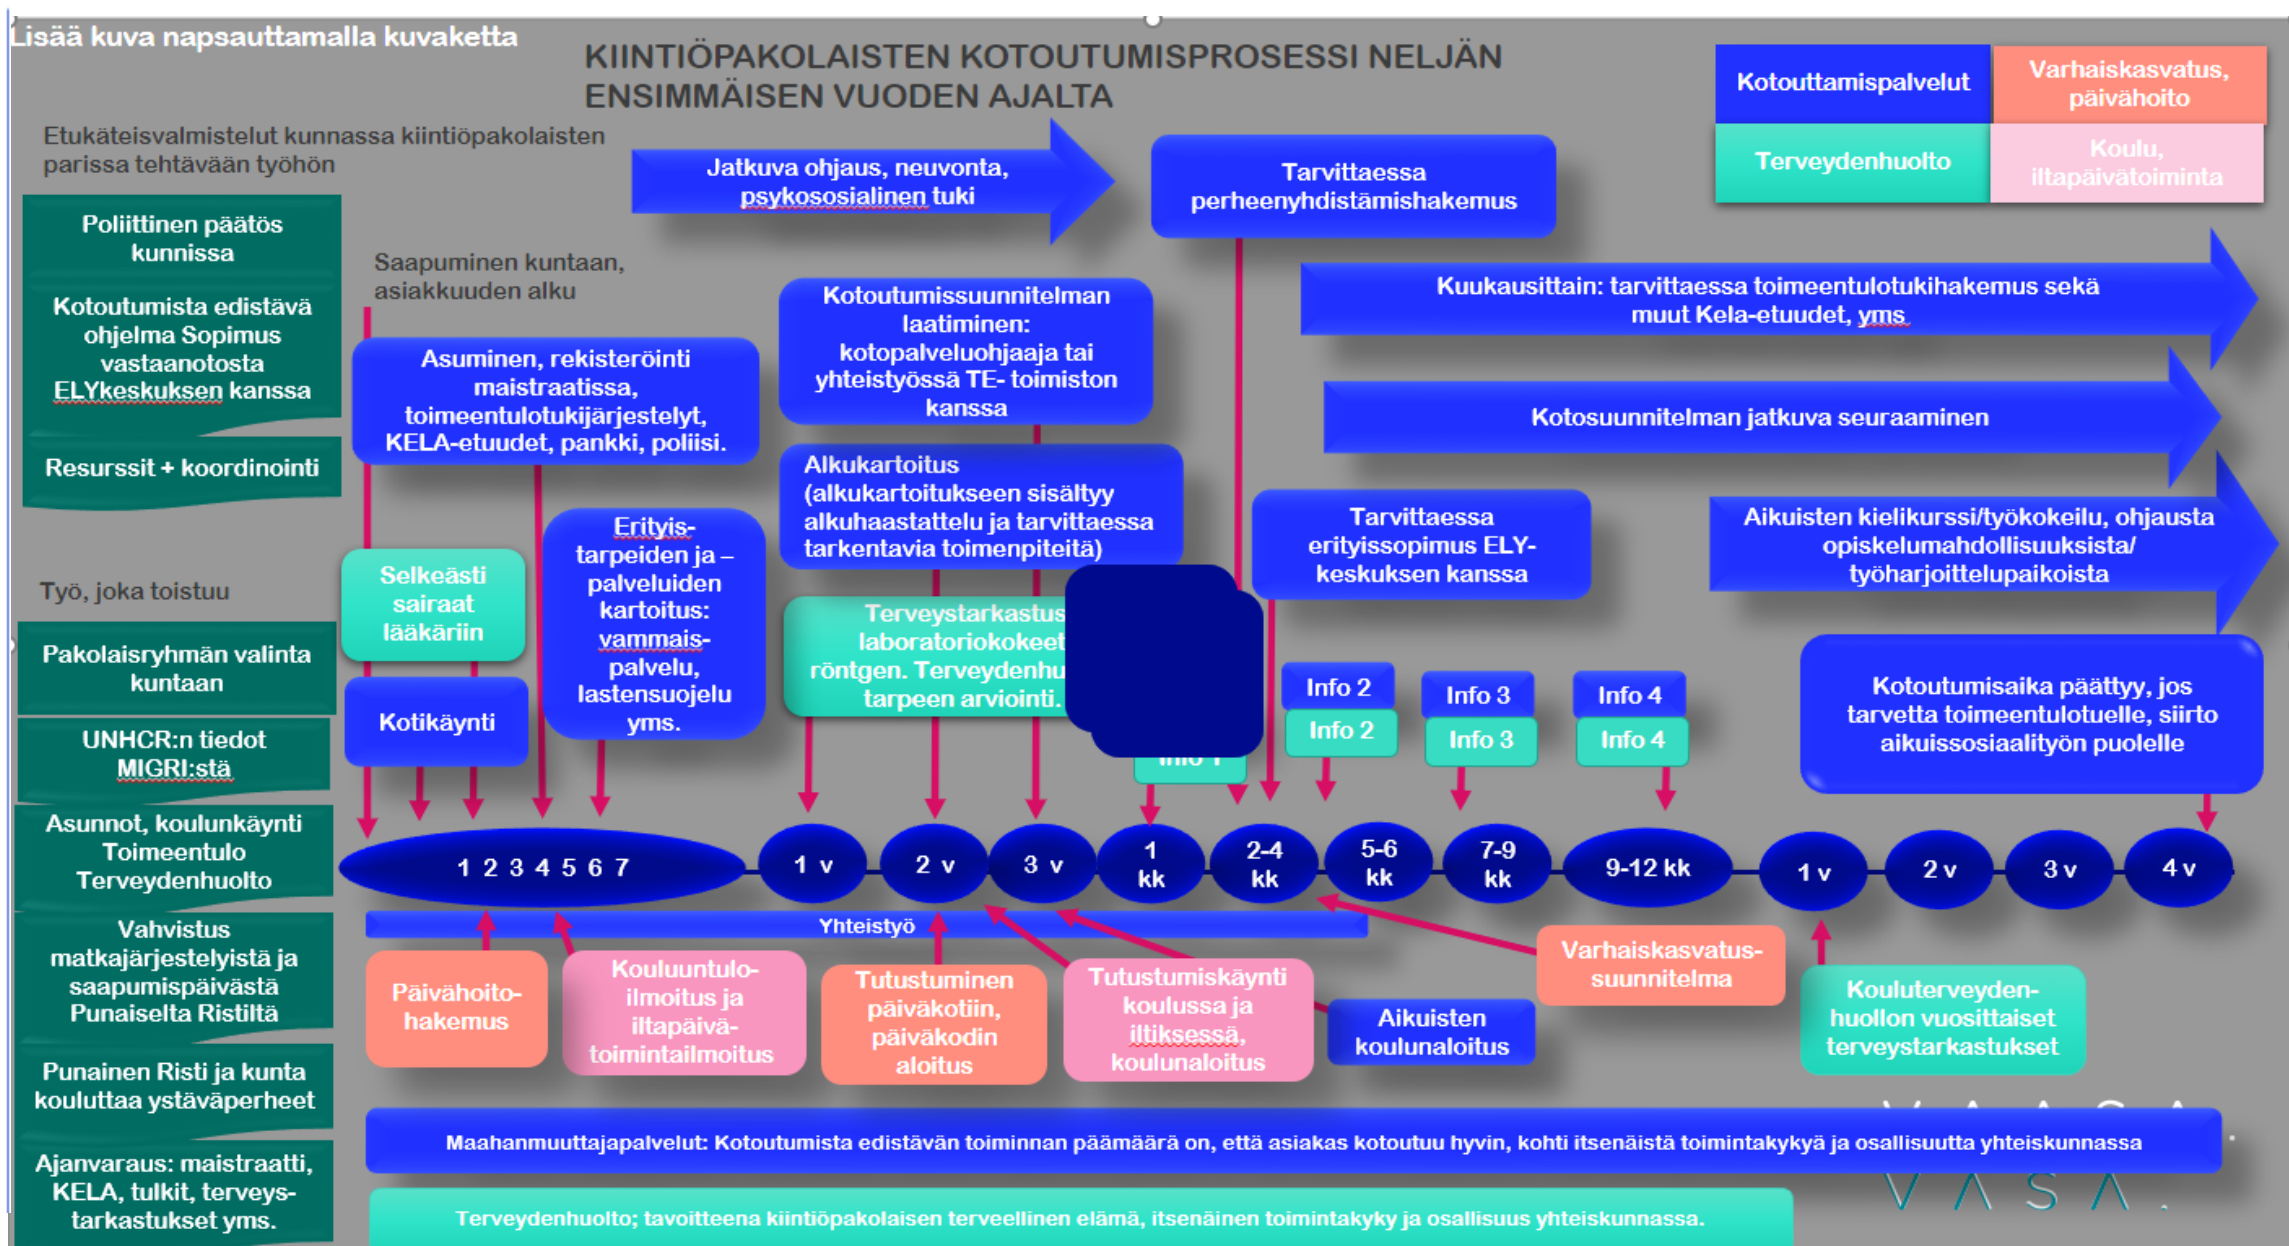 Lisää kuva napsauttamalla kuvaketta
KIINTIÖPAKOLAISTEN KOTOUTUMISPROSESSI NELJÄN
ENSIMMÄISEN VUODEN AJALTA
Kotouttamispalvelut
Varhaiskasvatus,
päivähoito
Terveydenhuolto
Koulu,
iltapäivätoiminta
Etukäteisvalmistelut kunnassa kiintiöpakolaisten
parissa tehtävään työhön
Poliittinen päätös
kunnissa
Kotoutumista edistävä
ohjelma Sopimus
vastaanotosta
ELYkeskuksen kanssa
Resurssit + koordinointi
Työ, joka toistuu
Pakolaisryhmän valinta
kuntaan
UNHCR:n tiedot
MIGRI:stä
Asunnot, koulunkäynti
Toimeentulo
Terveydenhuolto
Vahvistus
matkajärjestelyistä ja
saapumispäivästä
Punaiselta Ristiltä
Punainen Risti ja kunta
kouluttaa ystäväperheet
Ajanvaraus: maistraatti,
KELA, tulkit, terveys-
tarkastukset yms.
Jatkuva ohjaus, neuvonta,
psykososialinen tuki
Tarvittaessa
perheenyhdistämishakemus
Saapuminen kuntaan,
asiakkuuden alku
Kuukausittain: tarvittaessa toimeentulotukihakemus sekä
muut Kela-etuudet, yms
Kotoutumissuunnitelman
laatiminen:
kotopalveluohjaaja tai
yhteistyössä TE- toimiston
kanssa
Asuminen, rekisteröinti
maistraatissa,
toimeentulotukijärjestelyt,
KELA-etuudet, pankki, poliisi.
Kotosuunnitelman jatkuva seuraaminen
Alkukartoitus
(alkukartoitukseen sisältyy
alkuhaastattelu ja tarvittaessa
tarkentavia toimenpiteitä)
Tarvittaessa
erityissopimus ELY-
keskuksen kanssa
Aikuisten kielikurssi/työkokeilu, ohjausta
opiskelumahdollisuuksista/
työharjoittelupaikoista
Selkeästi
sairaat
lääkäriin
Kotikäynti
Erityis-
tarpeiden ja –
palveluiden
kartoitus:
vammais-
palvelu,
lastensuojelu
yms.
Terveystarkastus
laboratoriokokeet
röntgen.
tarpeen arviointi.
Info 1
Info 2
Info 2
Info 3
Info 3
Info 4
Info 4
Kotoutumisaika päättyy, jos
tarvetta toimeentulotuelle, siirto
aikuissosiaalityön puolelle
1 2 3 4 5 6 7
1 v
2 v
3 v
1
kk
2-4
kk
5-6
kk
7-9
kk
9-12 kk
1 v
2 v
3 v
4 v
Yhteistyö
Päivähoito-
hakemus
Kouluuntulo-
ilmoitus ja
iltapäivä-
toimintailmoitus
Tutustuminen
päiväkotiin,
päiväkodin
aloitus
Tutustumiskäynti
koulussa ja
iltiksessä,
koulunaloitus
Aikuisten
koulunaloitus
Varhaiskasvatus-
suunnitelma
Kouluterveyden-
huollon vuosittaiset
terveystarkastukset
Maahanmuuttajapalvelut: Kotoutumista edistävän toiminnan päämäärä on, että asiakas kotoutuu hyvin, kohti itsenäistä toimintakykyä ja osallisuutta yhteiskunnassa
VASA.
Terveydenhuolto; tavoitteena kiintiöpakolaisen terveellinen elämä, itsenäinen toimintakyky ja osallisuus yhteiskunnassa.